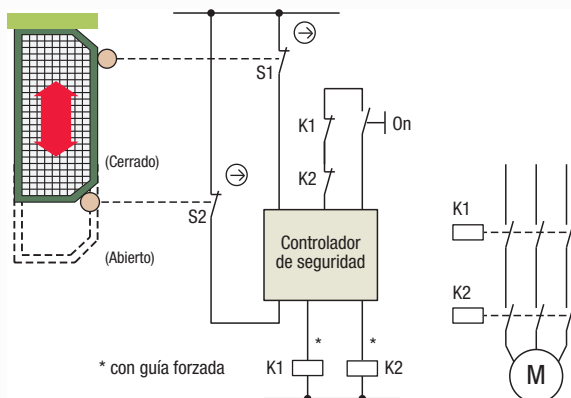 S1
K1
On
(Cerrado)
K2
S2
K1
Controlador
de seguridad
(Abierto)
K2
*
*
* con guía forzada
K1
K2
M